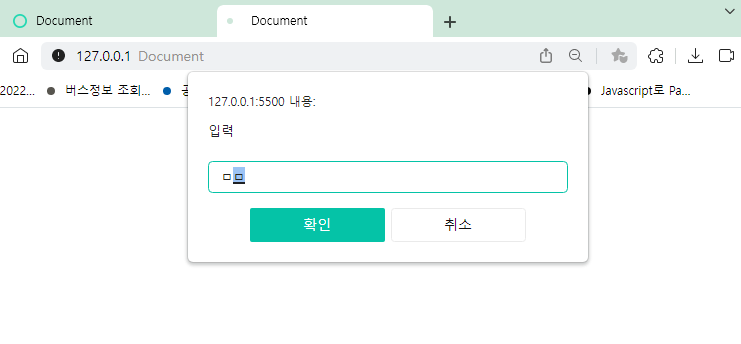 Document
Document
127.0.0.1 Document
2022... 버스정보 조회... Javascript로 Pa...
127.0.0.1:5500 내용:
입력
ㅁㅁ
확인 취소